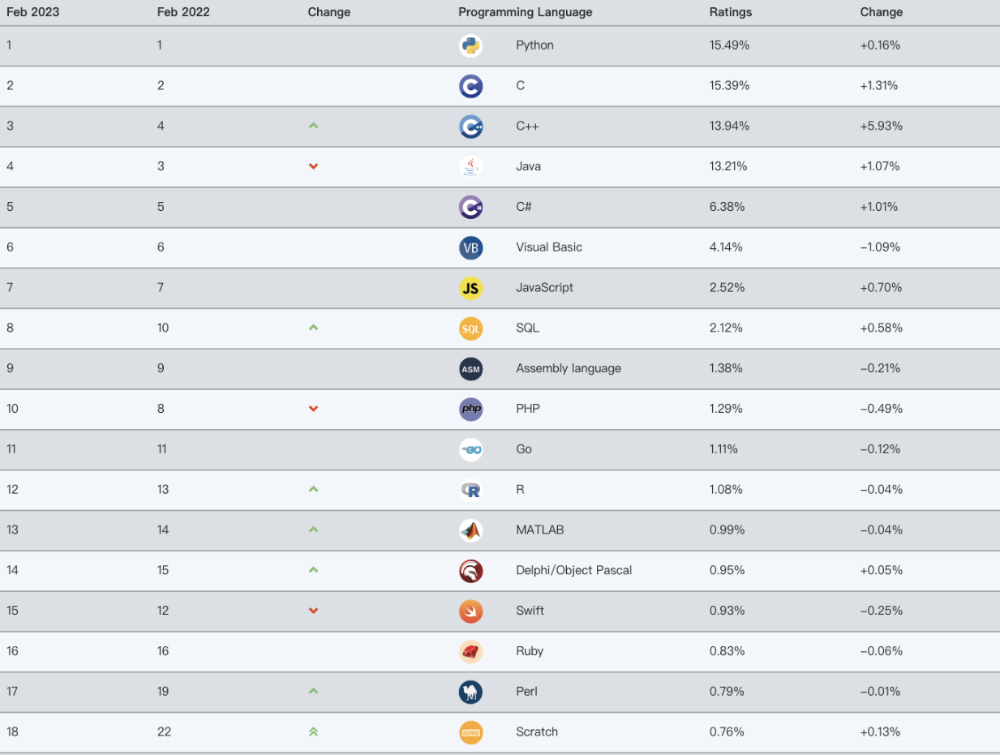 Feb 2023 Feb 2022 Change Programming Language Ratings Change
1 1 Python 15.49% +0.16%
2 2 C 15.39% +1.31%
3 4 C++ 13.94% +5.93%
4 3 Java 13.21% +1.07%
5 5 C# 6.38% +1.01%
6 6 VB Visual Basic 4.14% −1.09%
7 7 JS JavaScript 2.52% +0.70%
8 10 SQL SQL 2.12% +0.58%
9 9 ASM Assembly language 1.38% −0.21%
10 8 php PHP 1.29% −0.49%
11 11 GO Go 1.11% −0.12%
12 13 R R 1.08% −0.04%
13 14 MATLAB 0.99% −0.04%
14 15 Delphi/Object Pascal 0.95% +0.05%
15 12 Swift 0.93% −0.25%
16 16 Ruby 0.83% −0.06%
17 19 Perl 0.79% −0.01%
18 22 Scratch 0.76% +0.13%